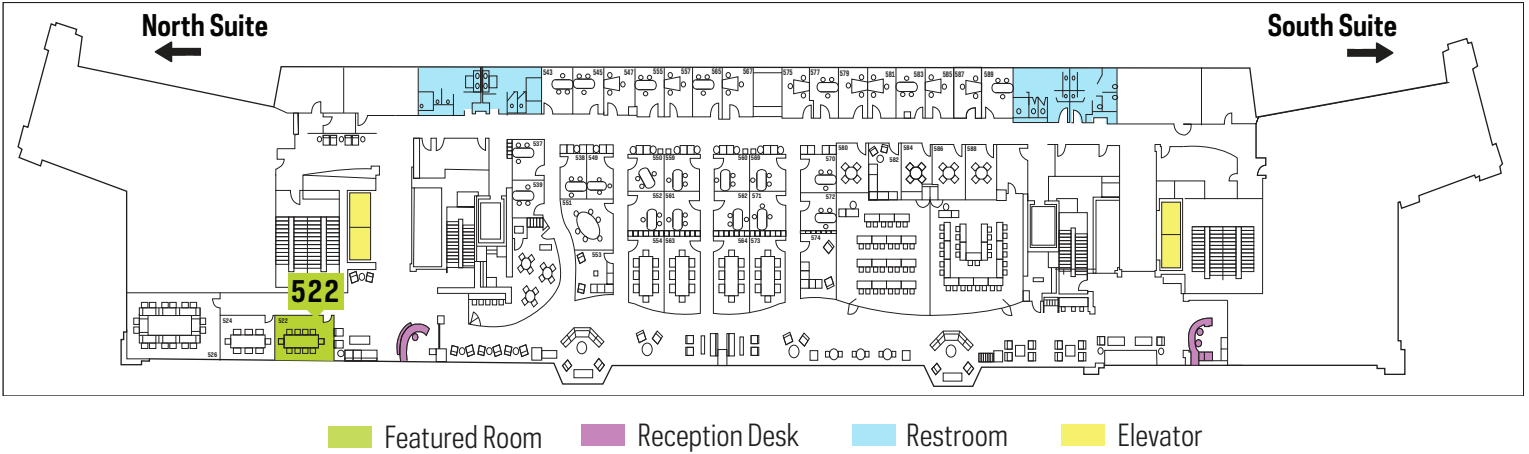 North Suite
South Suite
543 545 547 555 557 565 567 575 577 579 581 583 585 587 589
537 538 549 550 559 560 569 570 580 582 584 586 588
539 552 561 562 571 572
551
553 554 563 564 573 574
522
524 522
526
Featured Room Reception Desk Restroom Elevator